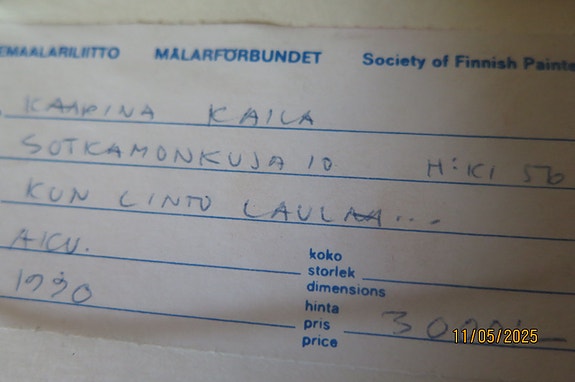 EMAALARILIITTO MÅLARFÖRBUNDET Society of Finnish Painte
KAARINA KAILA
SOTKAMONKUJA 10 H:KI 56
KUN LINTU LAULAA...
koko
AKV.
storlek
dimensions
1990
hinta
pris 3000:-
price
11/05/2025